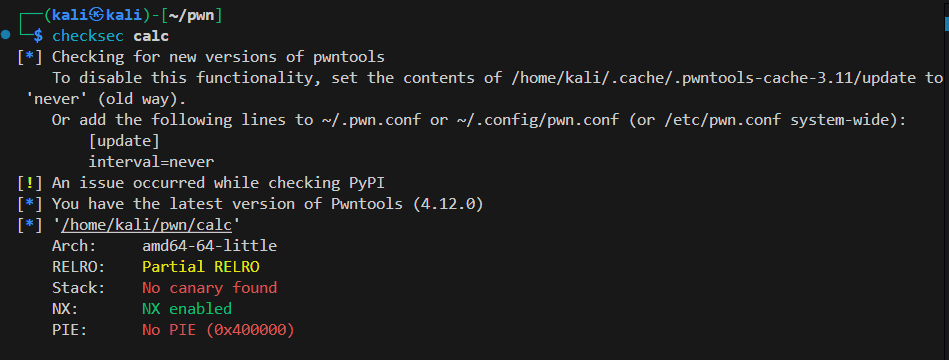 ┌──(kali㉿kali)-[~/pwn]
└─$ checksec calc
[*] Checking for new versions of pwntools
    To disable this functionality, set the contents of /home/kali/.cache/.pwntools-cache-3.11/update to
 'never' (old way).
    Or add the following lines to ~/.pwn.conf or ~/.config/pwn.conf (or /etc/pwn.conf system-wide):
        [update]
        interval=never
[!] An issue occurred while checking PyPI
[*] You have the latest version of Pwntools (4.12.0)
[*] '/home/kali/pwn/calc'
    Arch:     amd64-64-little
    RELRO:    Partial RELRO
    Stack:    No canary found
    NX:       NX enabled
    PIE:      No PIE (0x400000)